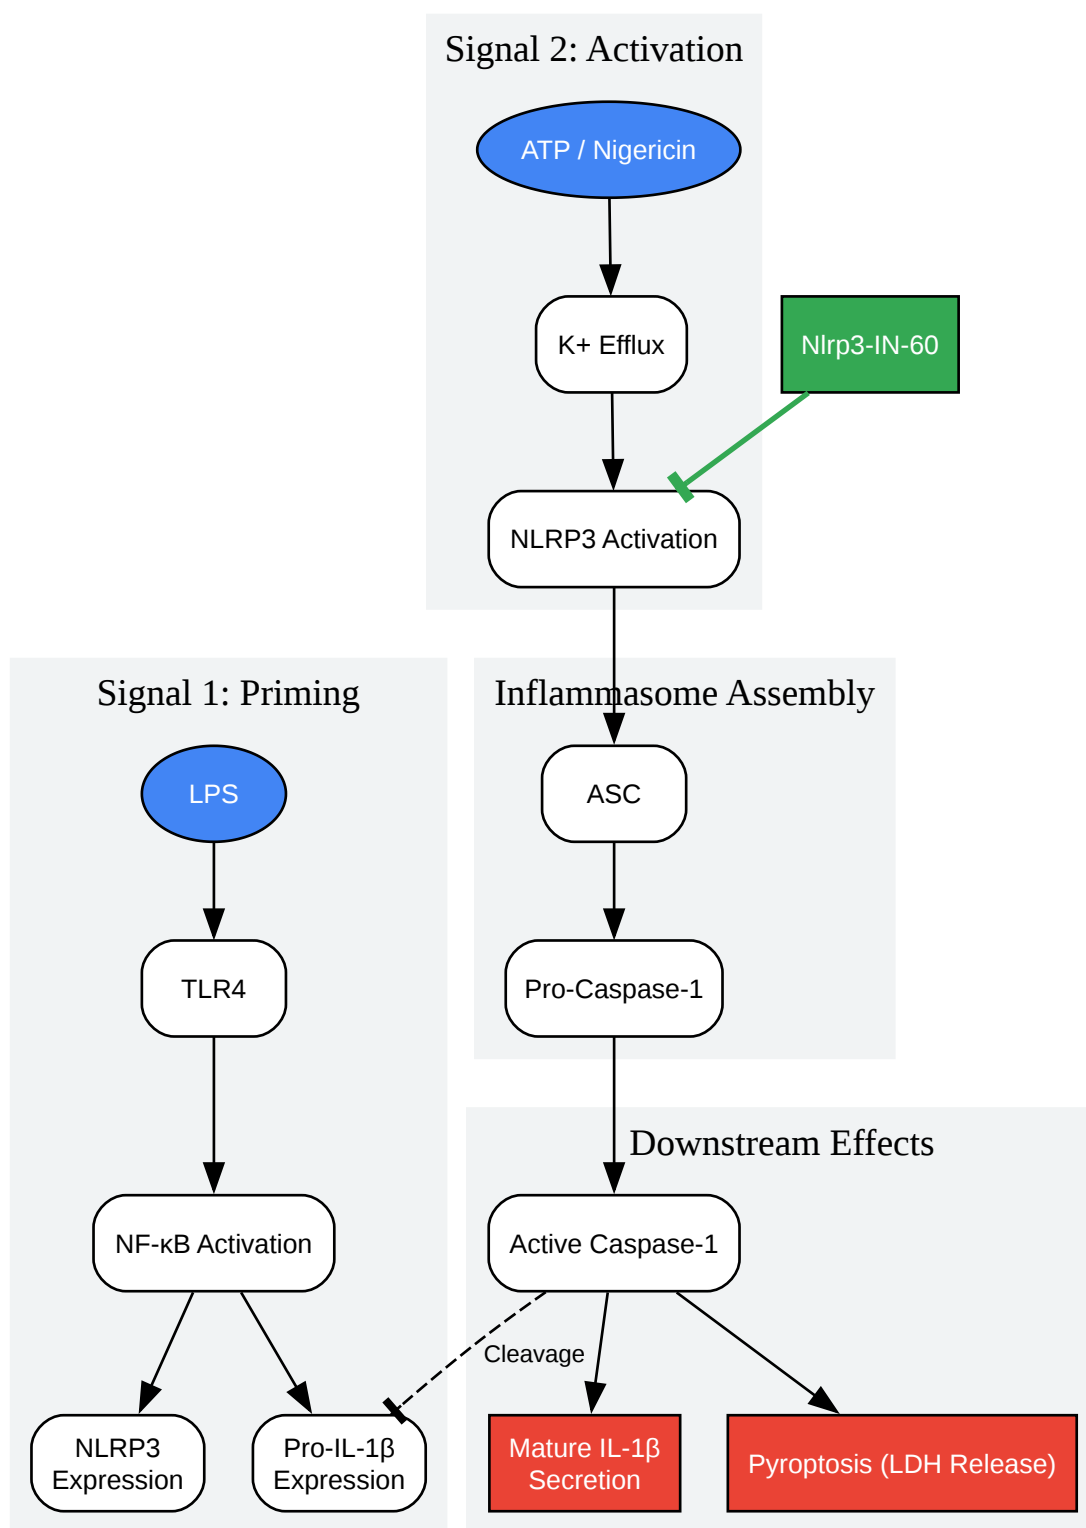 Signal 2: Activation
ATP / Nigericin
K+ Efflux
Nlrp3-IN-60
NLRP3 Activation
Signal 1: Priming
Inflammasome Assembly
LPS
ASC
TLR4
Pro-Caspase-1
Downstream Effects
NF-κB Activation
Active Caspase-1
Cleavage
NLRP3
Expression
Pro-IL-1β
Expression
Mature IL-1β
Secretion
Pyroptosis (LDH Release)